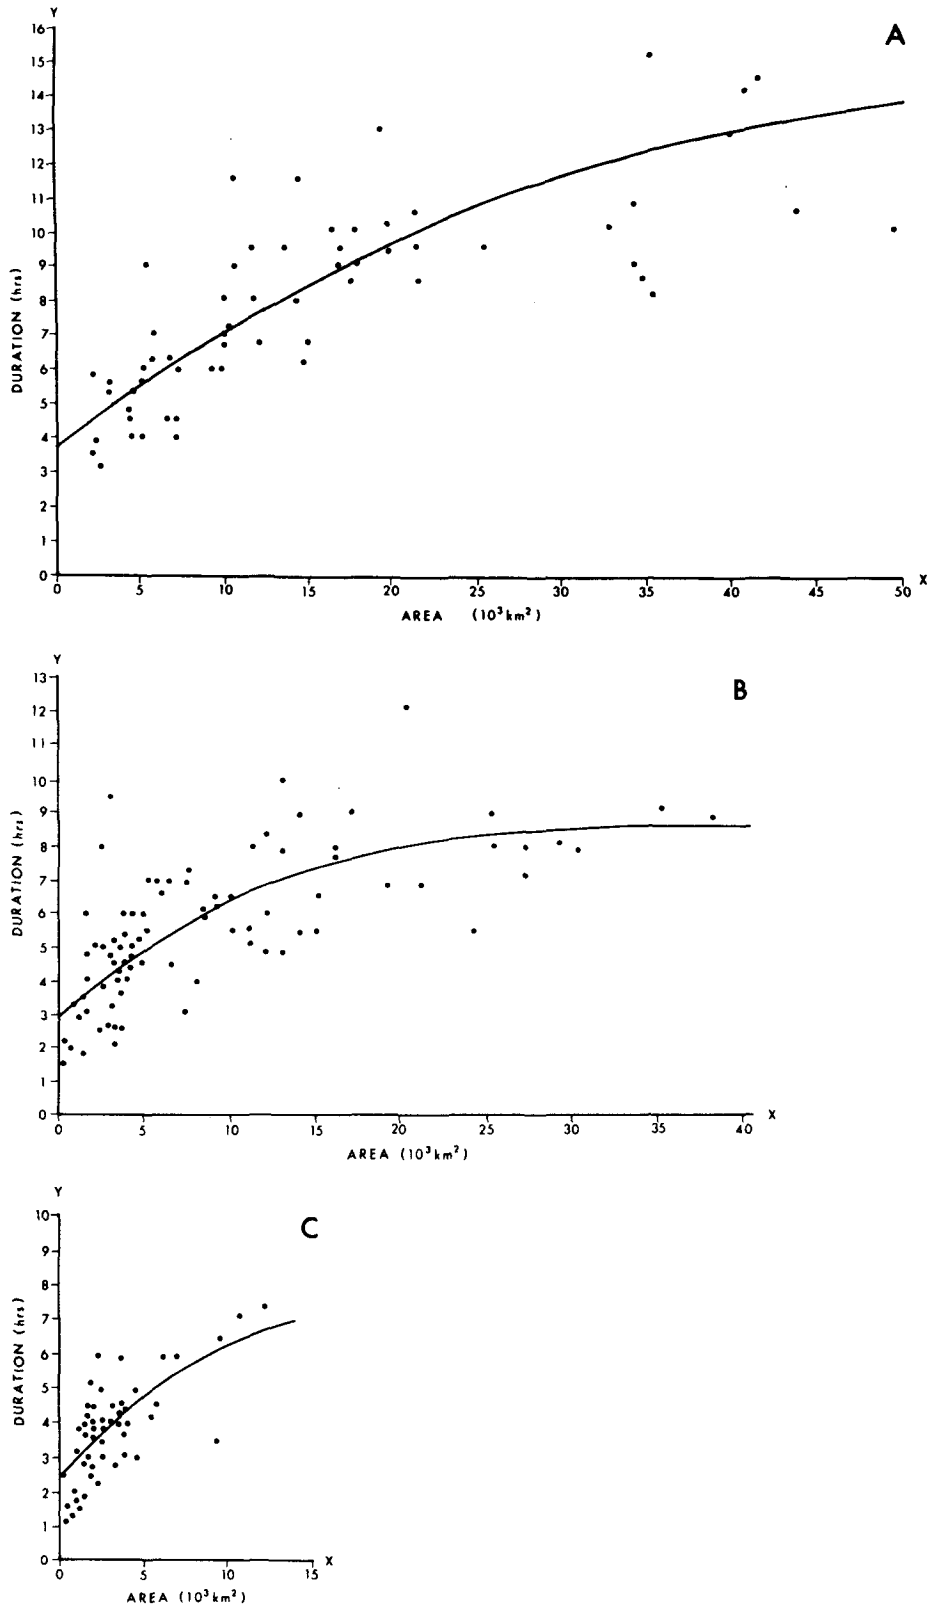 Y
A
16
15
14
13
12
11
10
9
8
7
6
5
4
3
2
1
0
DURATION (hrs)
0 5 10 15 20 25 30 35 40 45 50 X
AREA (10³km²)
Y
B
13
12
11
10
9
8
7
6
5
4
3
2
1
0
DURATION (hrs)
0 5 10 15 20 25 30 35 40 X
AREA (10³km²)
Y
C
10
9
8
7
6
5
4
3
2
1
0
DURATION (hrs)
0 5 10 15 X
AREA (10³km²)